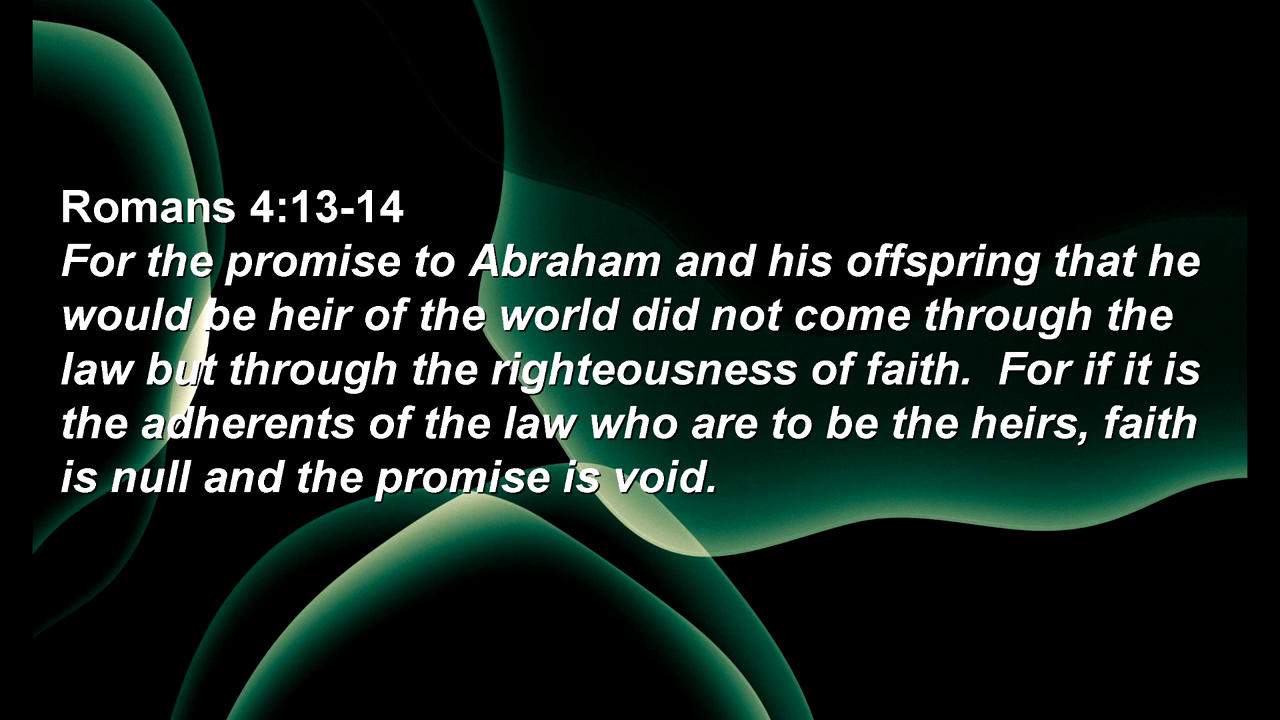 Romans 4:13-14
For the promise to Abraham and his offspring that he
would be heir of the world did not come through the
law but through the righteousness of faith.  For if it is
the adherents of the law who are to be the heirs, faith
is null and the promise is void.